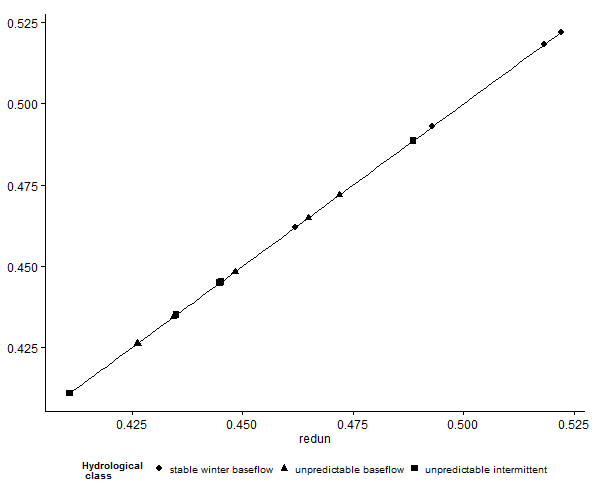 0.525
0.500
0.475
0.450
0.425
0.425 0.450 0.475 0.500 0.525
redun
Hydrological
class
stable winter baseflow unpredictable baseflow unpredictable intermittent